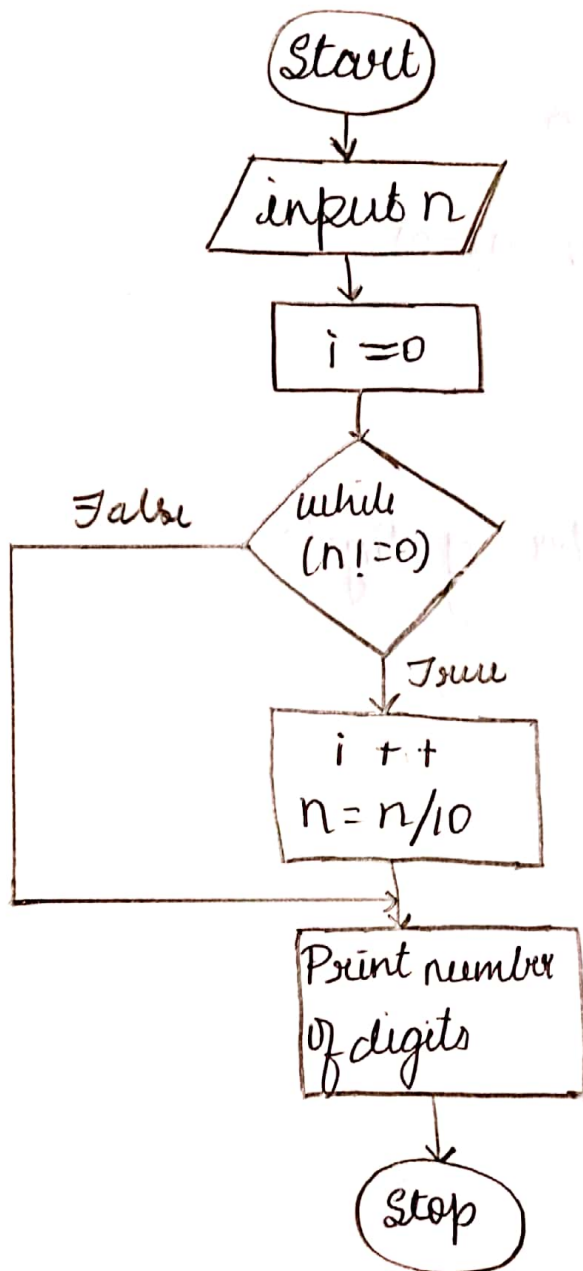 Start
input n
i =0
while
(n!=0)
False
True
i ++
n= n/10
Print number
of digits
Stop